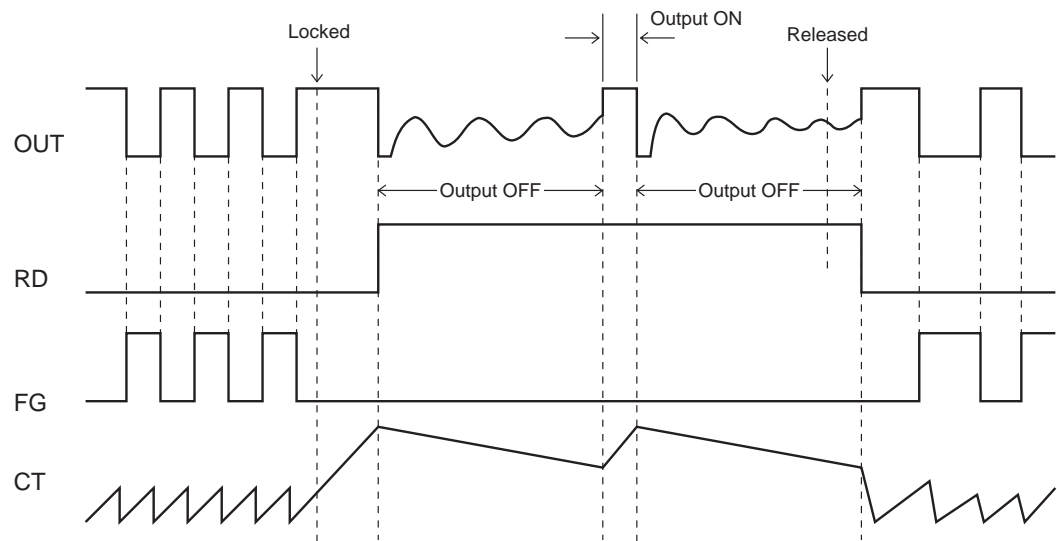 Output ON
Locked
Released
OUT
Output OFF
Output OFF
RD
FG
CT